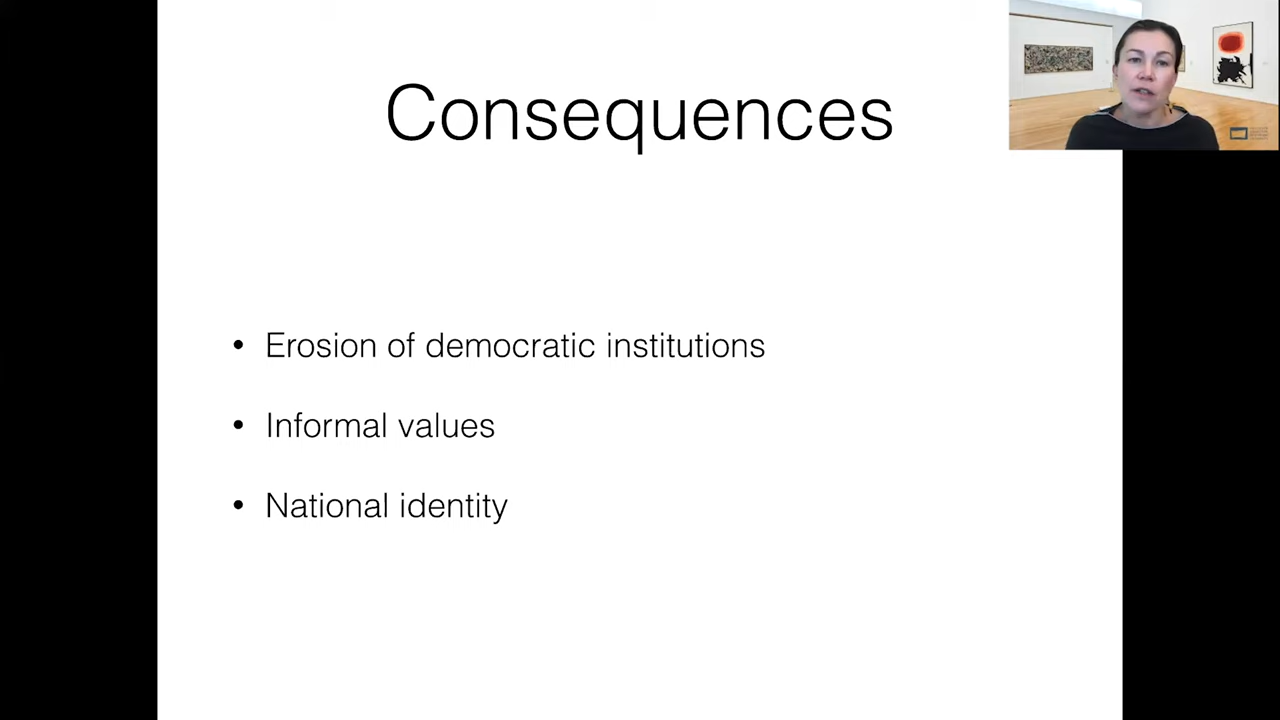 Consequences
• Erosion of democratic institutions
• Informal values
• National identity